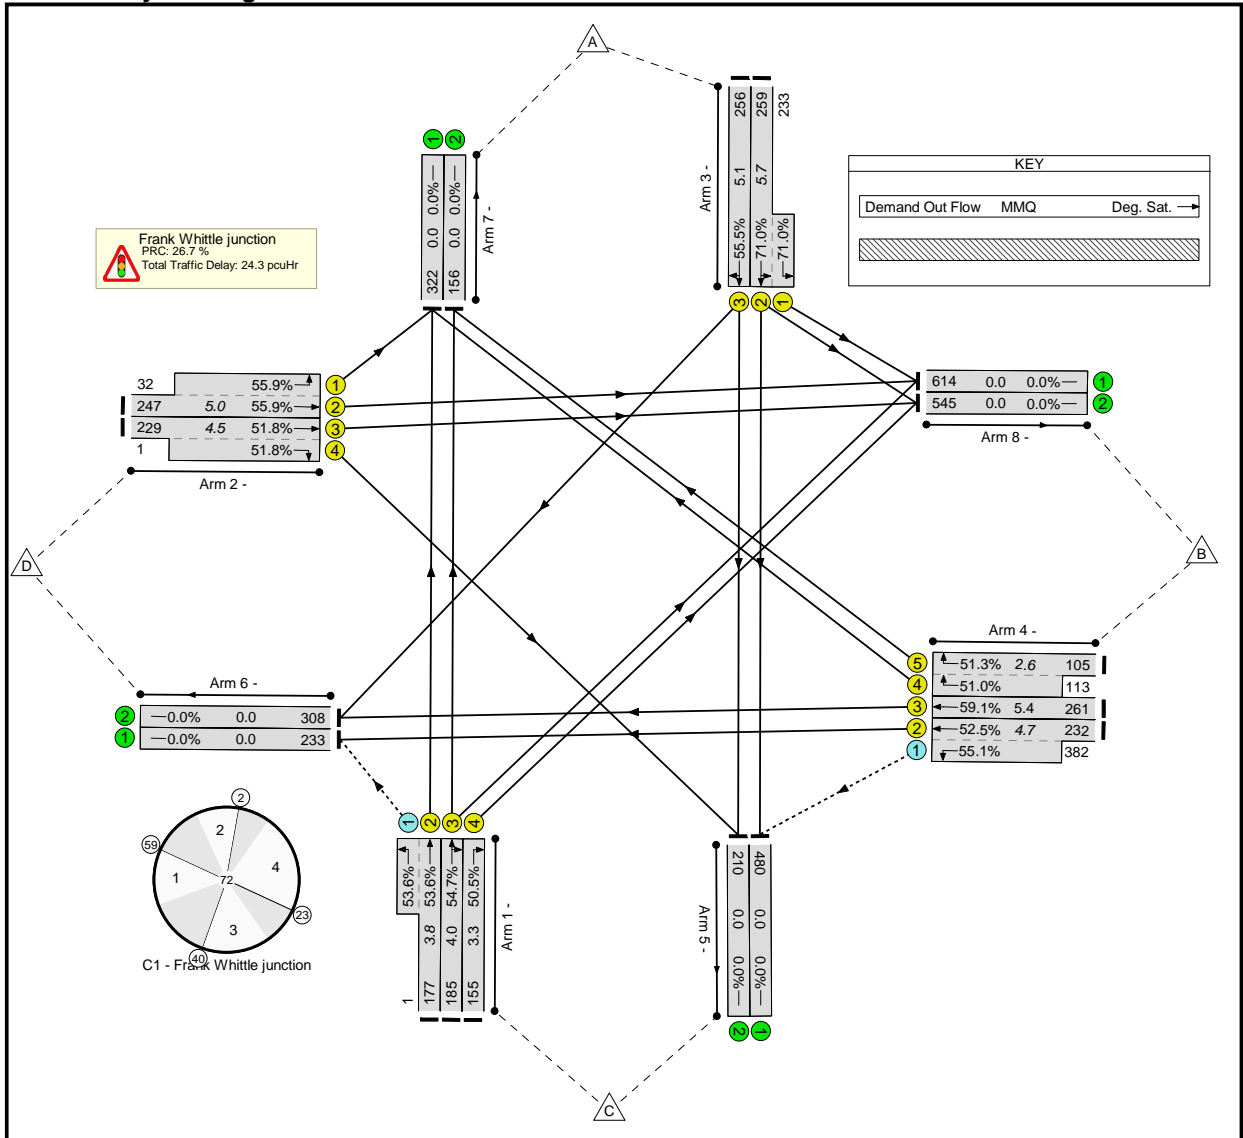 A
Frank Whittle junction
PRC: 26.7 %
Total Traffic Delay: 24.3 pcuHr
1
2
322 0.0 0.0%
156 0.0 0.0%
Arm 7 -
Arm 3 -
256 5.1 55.5%
259 5.7 71.0%
233 71.0%
3
2
1
KEY
Demand Out Flow MMQ Deg. Sat.
32 55.9% 1
247 5.0 55.9% 2
229 4.5 51.8% 3
1 51.8% 4
Arm 2 -
614 0.0 0.0% 1
545 0.0 0.0% 2
Arm 8 -
D
B
Arm 4 -
5 51.3% 2.6 105
4 51.0% 113
3 59.1% 5.4 261
2 52.5% 4.7 232
1 55.1% 382
Arm 6 -
2 0.0% 0.0 308
1 0.0% 0.0 233
1
2
3
4
1 53.6%
177 3.8 53.6%
185 4.0 54.7%
155 3.3 50.5%
Arm 1 -
Arm 5 -
210 0.0 0.0%
480 0.0 0.0%
2
1
2
59
2
4
1
72
3
23
40
C1 - Frank Whittle junction
C